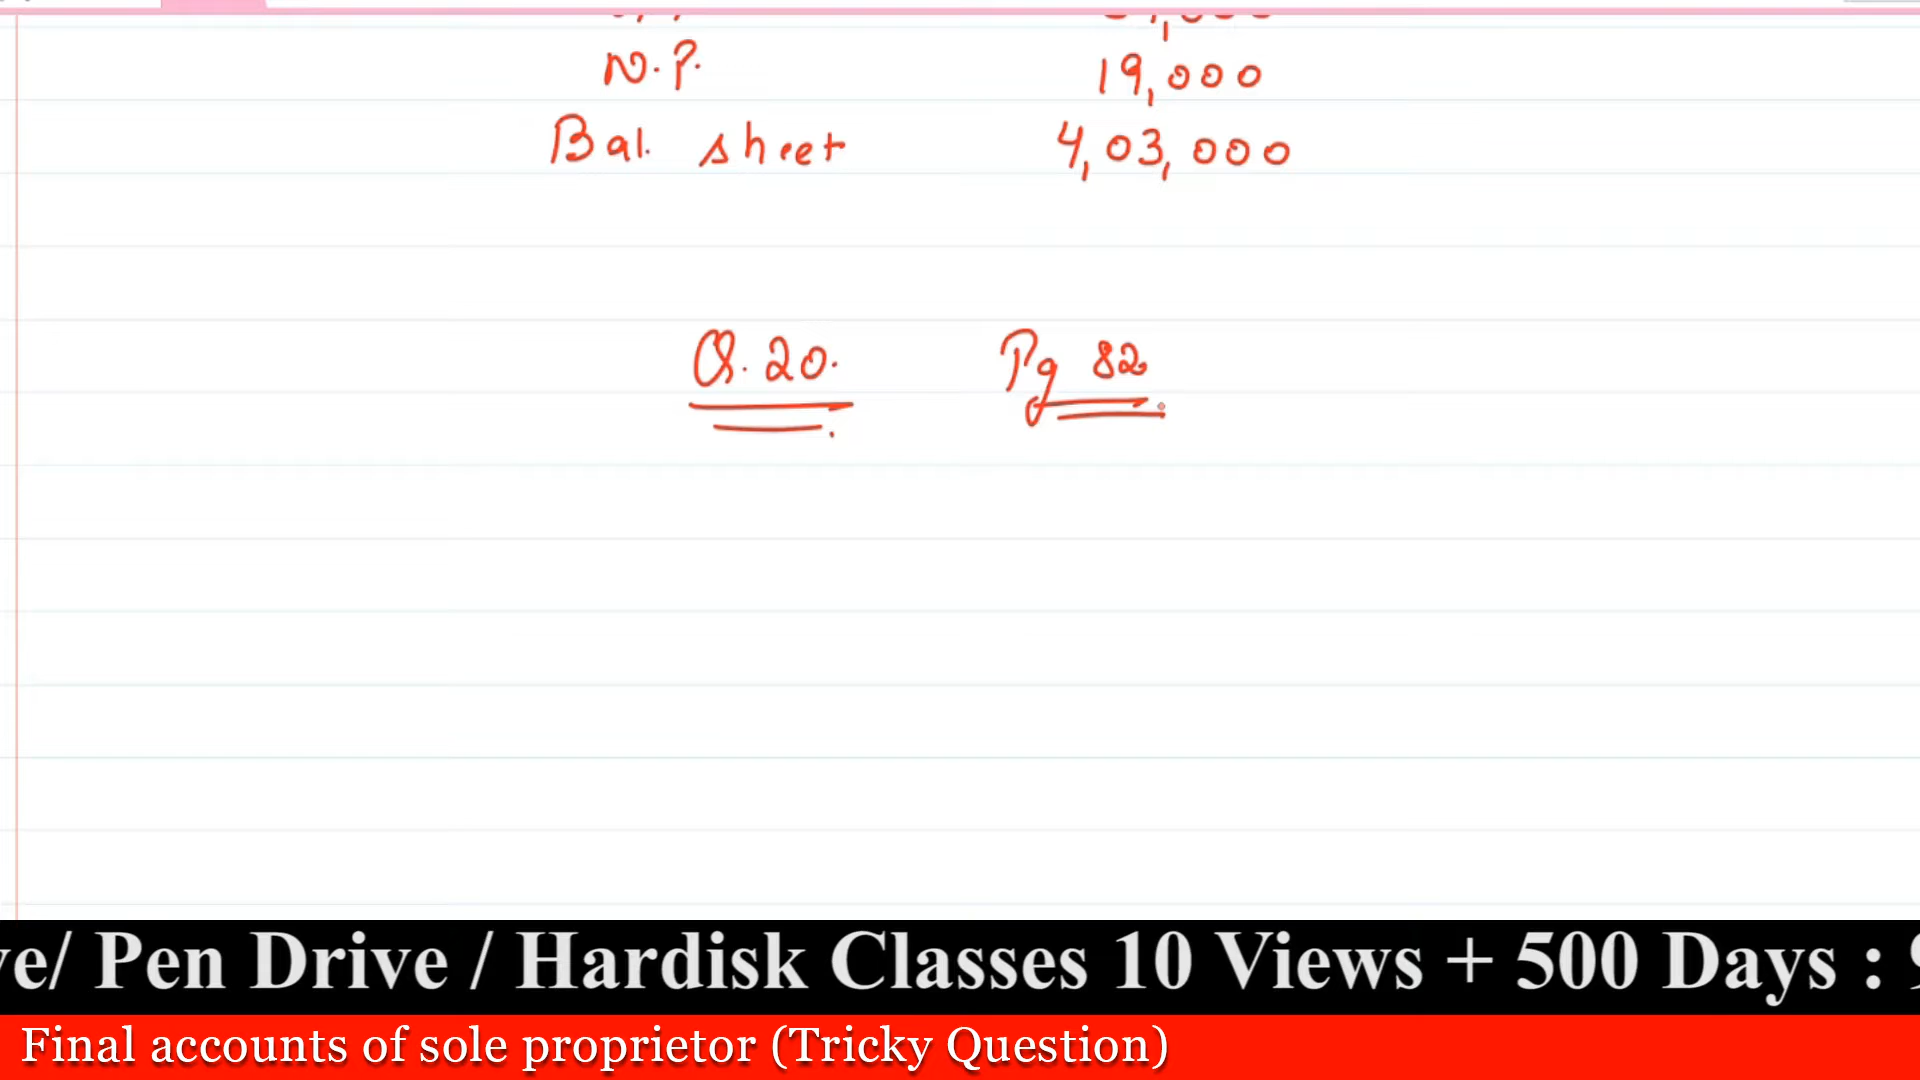 N.P. 19,000
Bal. sheet 4,03,000
Q.20. Pg 82
ve/ Pen Drive / Hardisk Classes 10 Views + 500 Days :
Final accounts of sole proprietor (Tricky Question)